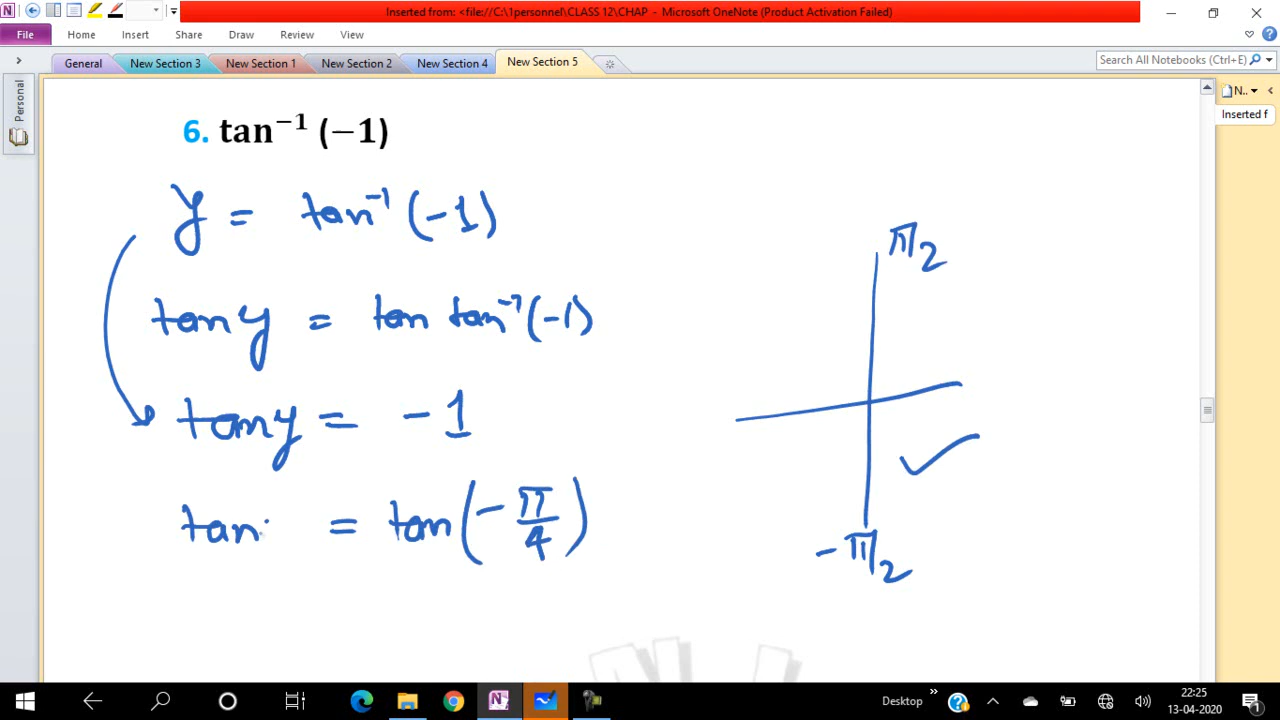 Inserted from: <file://C:\1personnel\CLASS 12\CHAP - Microsoft OneNote (Product Activation Failed)
File Home Insert Share Draw Review View
General New Section 3 New Section 1 New Section 2 New Section 4 New Section 5 Search All Notebooks (Ctrl+E)
Personal
N..
Inserted f
6. tan⁻¹ (−1)
y = tan⁻¹ (−1)
π/2
tan y = tan tan⁻¹ (−1)
tan y = − 1
tan = tan (− π/4)
− π/2
Desktop
22:25
13-04-2020
1